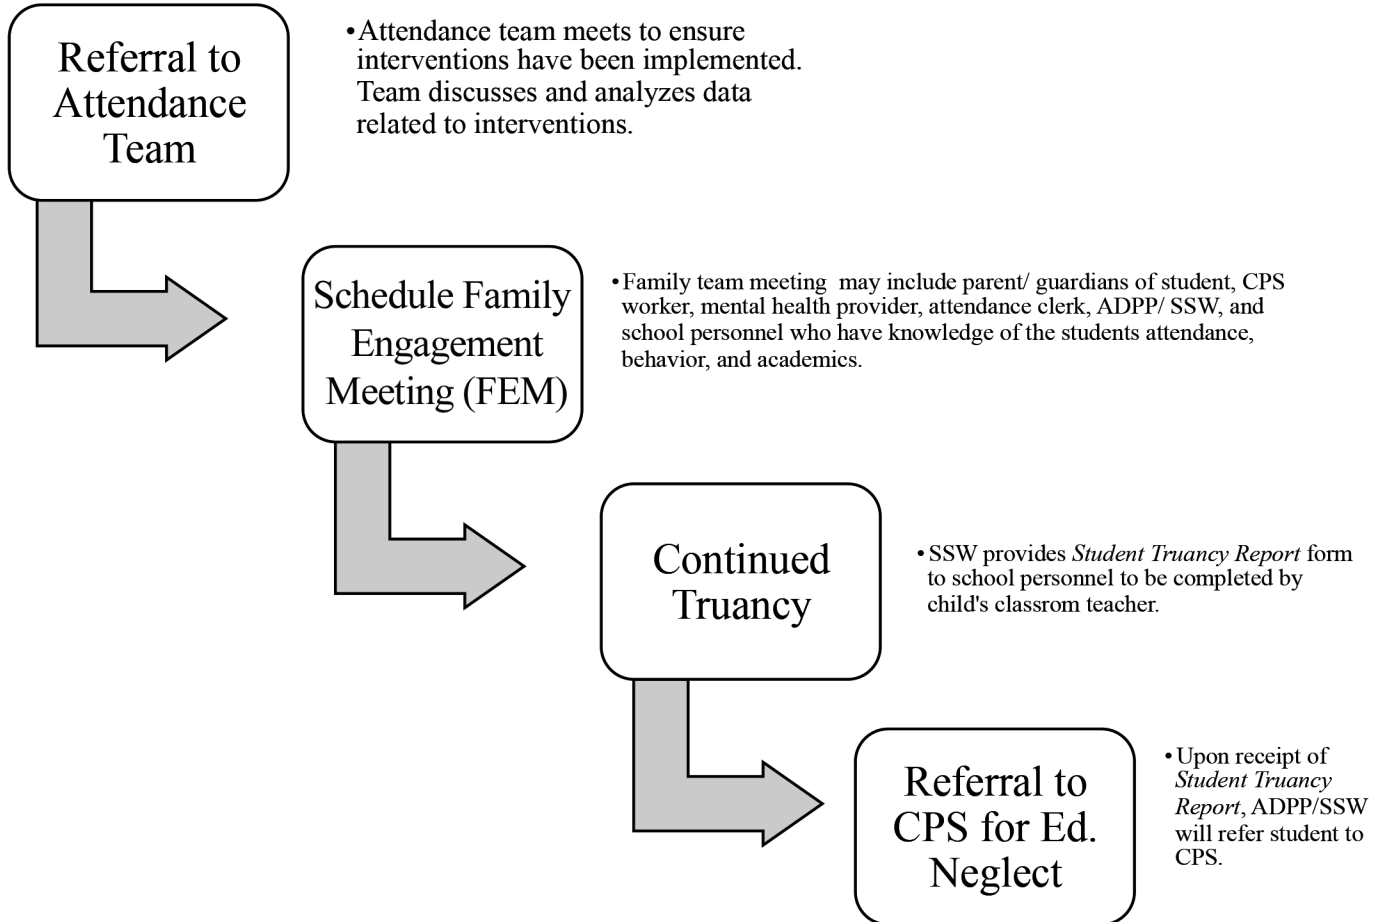 Referral to
Attendance
Team
•Attendance team meets to ensure
interventions have been implemented.
Team discusses and analyzes data
related to interventions.
Schedule Family
Engagement
Meeting (FEM)
•Family team meeting  may include parent/ guardians of student, CPS
worker, mental health provider, attendance clerk, ADPP/ SSW, and
school personnel who have knowledge of the students attendance,
behavior, and academics.
Continued
Truancy
•SSW provides Student Truancy Report form
to school personnel to be completed by
child's classrom teacher.
Referral to
CPS for Ed.
Neglect
•Upon receipt of
Student Truancy
Report, ADPP/SSW
will refer student to
CPS.